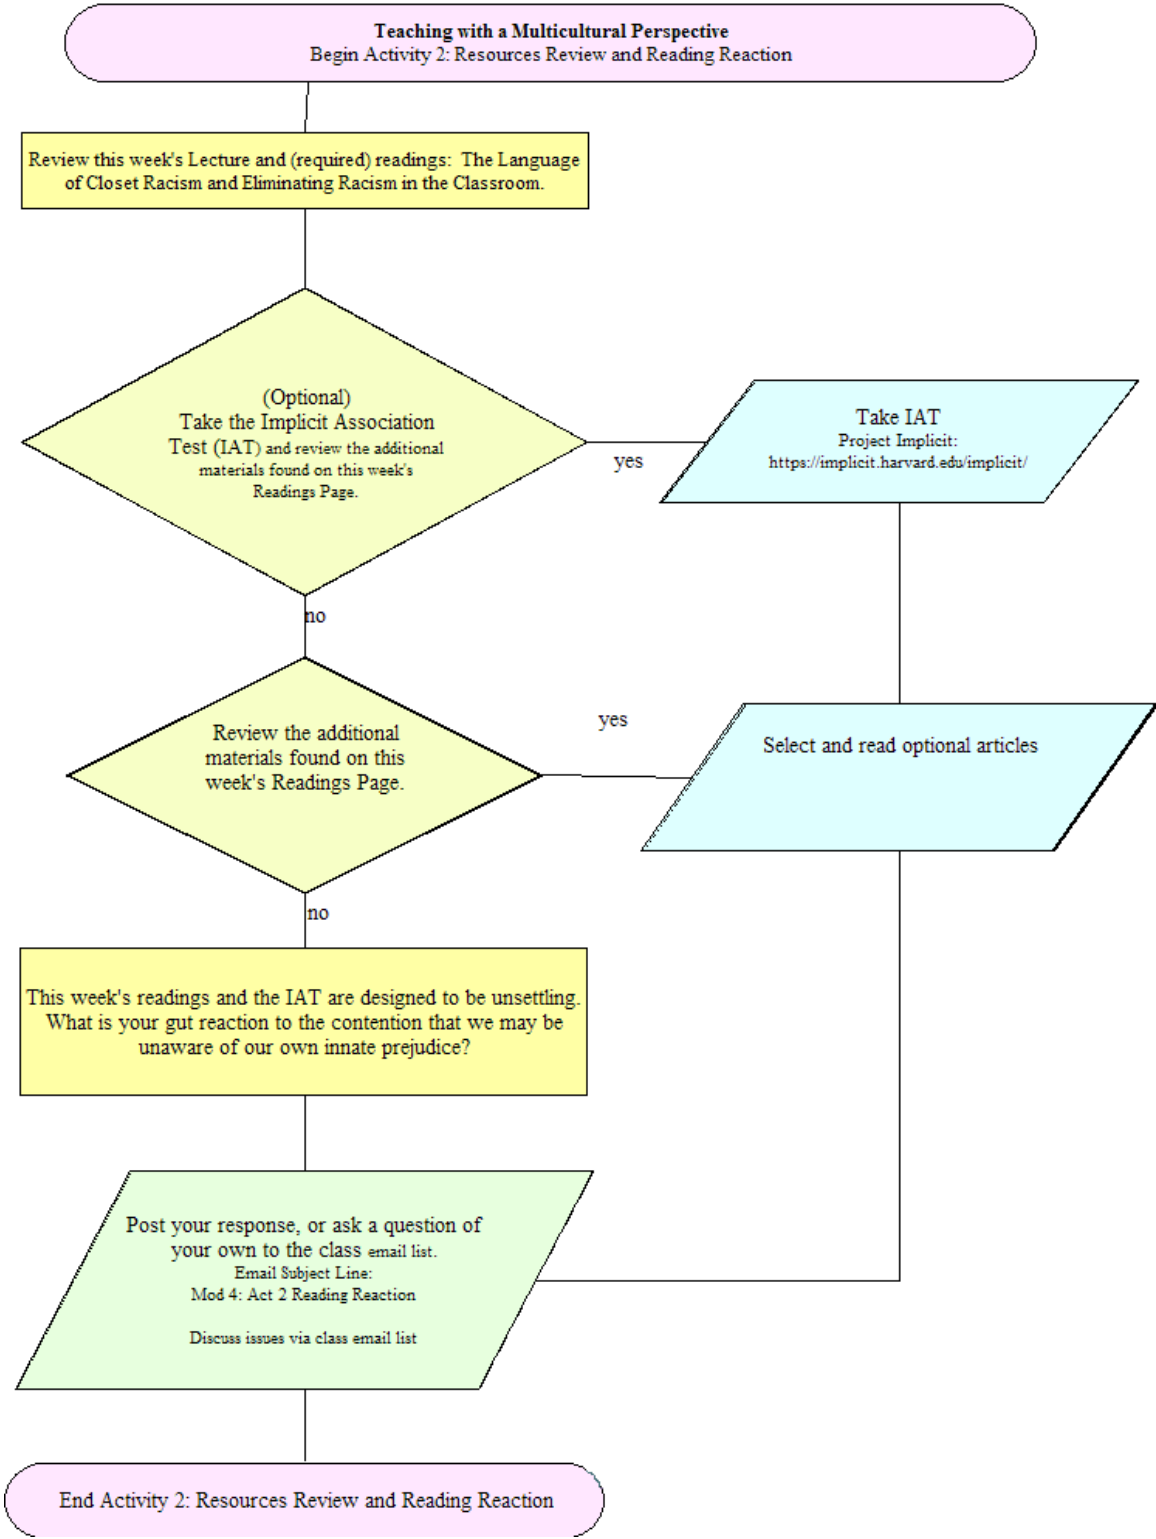 Teaching with a Multicultural Perspective
Begin Activity 2: Resources Review and Reading Reaction
Review this week's Lecture and (required) readings:  The Language
of Closet Racism and Eliminating Racism in the Classroom.
(Optional)
Take the Implicit Association
Test (IAT) and review the additional
materials found on this week's
Readings Page.
yes
Take IAT
Project Implicit:
https://implicit.harvard.edu/implicit/
no
Review the additional
materials found on this
week's Readings Page.
yes
Select and read optional articles
no
This week's readings and the IAT are designed to be unsettling.
What is your gut reaction to the contention that we may be
unaware of our own innate prejudice?
Post your response, or ask a question of
your own to the class email list.
Email Subject Line:
Mod 4: Act 2 Reading Reaction
Discuss issues via class email list
End Activity 2: Resources Review and Reading Reaction